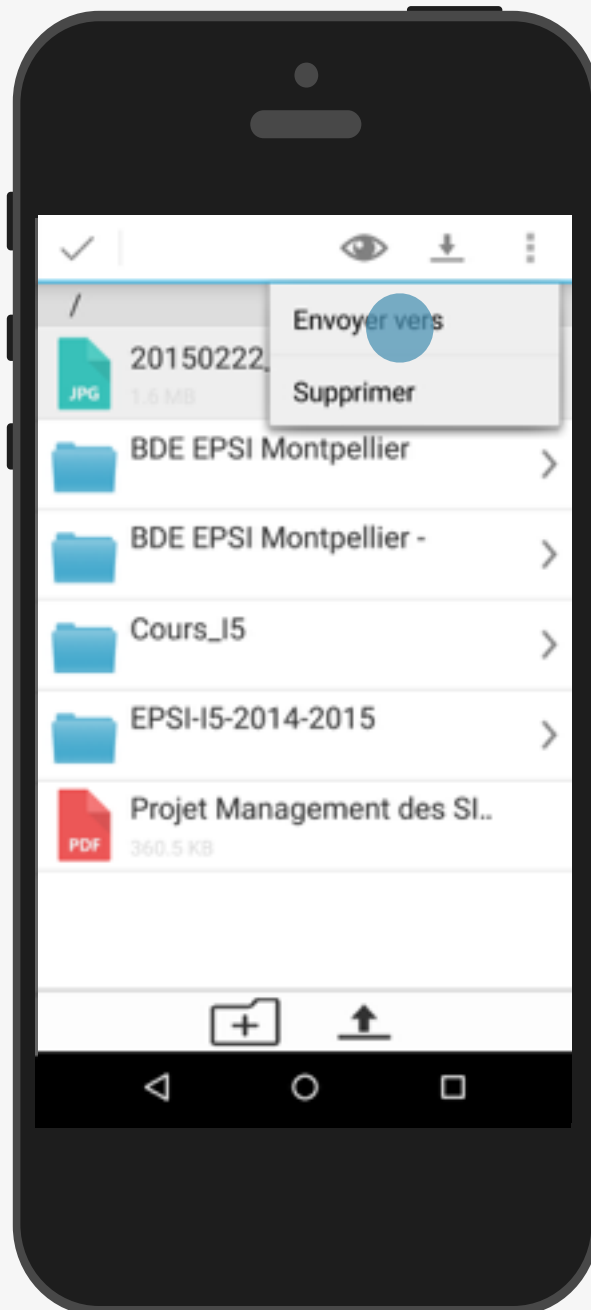 /
Envoyer vers
20150222
JPG
1.6 MB
Supprimer
BDE EPSI Montpellier
BDE EPSI Montpellier -
Cours_I5
EPSI-I5-2014-2015
Projet Management des SI..
PDF
360.5 KB